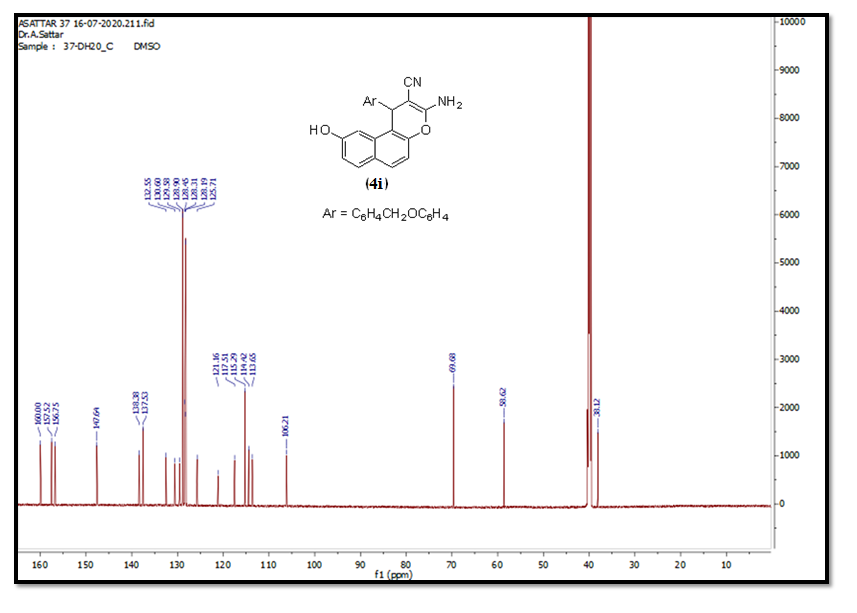 ASATTAR 37 16-07-2020.211.fid
Dr.A.Sattar
Sample : 37-DH20_C DMSO
CN
Ar
NH2
O
HO
(4i)
Ar = C6H4CH2OC6H4
160.00
157.52
156.75
147.64
138.38
137.53
132.55
130.60
129.58
128.90
128.45
128.31
128.19
125.71
121.16
117.51
115.29
114.42
113.65
106.21
69.68
58.62
38.12
10000
9000
8000
7000
6000
5000
4000
3000
2000
1000
0
160 150 140 130 120 110 100 90 80 70 60 50 40 30 20 10
f1 (ppm)